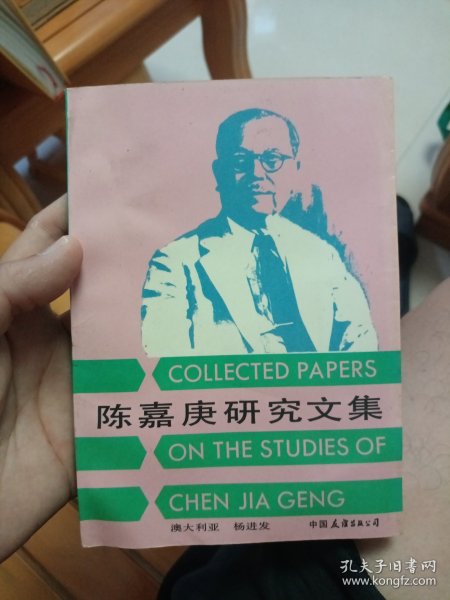 COLLECTED PAPERS
陈嘉庚研究文集
ON THE STUDIES OF
CHEN JIA GENG
澳大利亚 杨进发 中国友谊出版公司
孔夫子旧书网
www.kongfz.com